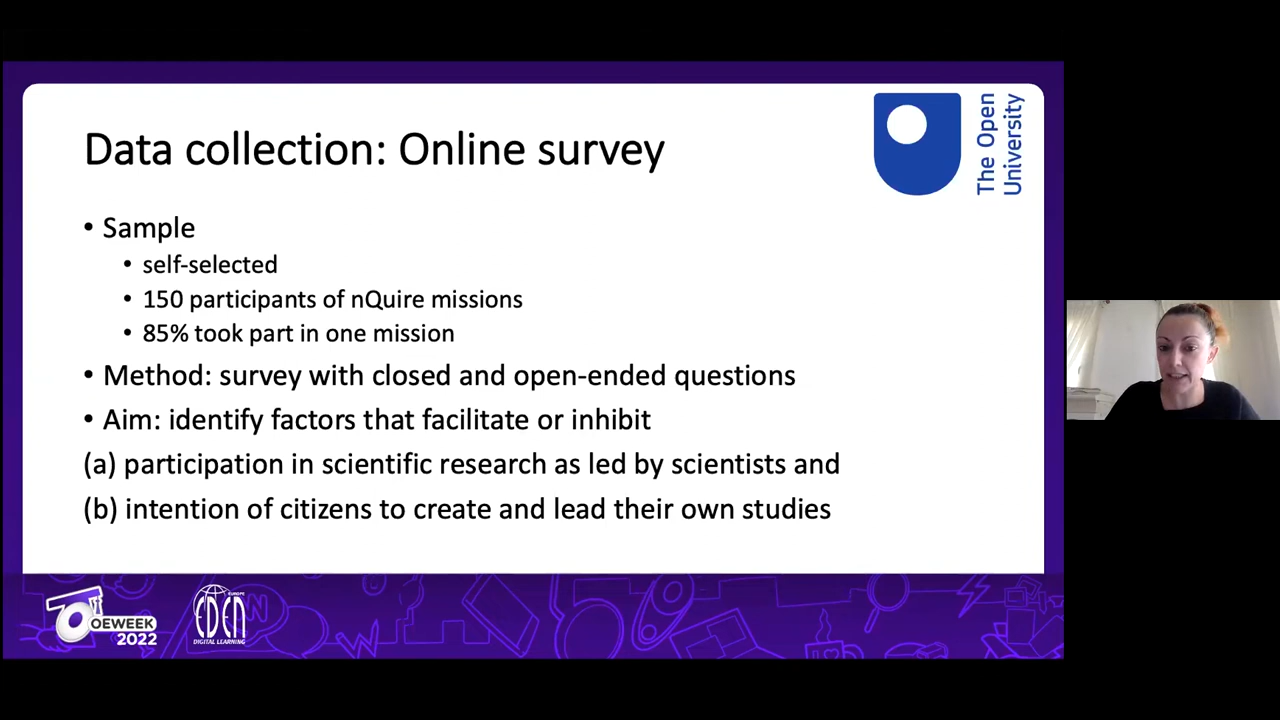 Data collection: Online survey
The Open
University
• Sample
• self-selected
• 150 participants of nQuire missions
• 85% took part in one mission
• Method: survey with closed and open-ended questions
• Aim: identify factors that facilitate or inhibit
(a) participation in scientific research as led by scientists and
(b) intention of citizens to create and lead their own studies
OEWEEK
2022
EUROPE
EDEN
DIGITAL LEARNING